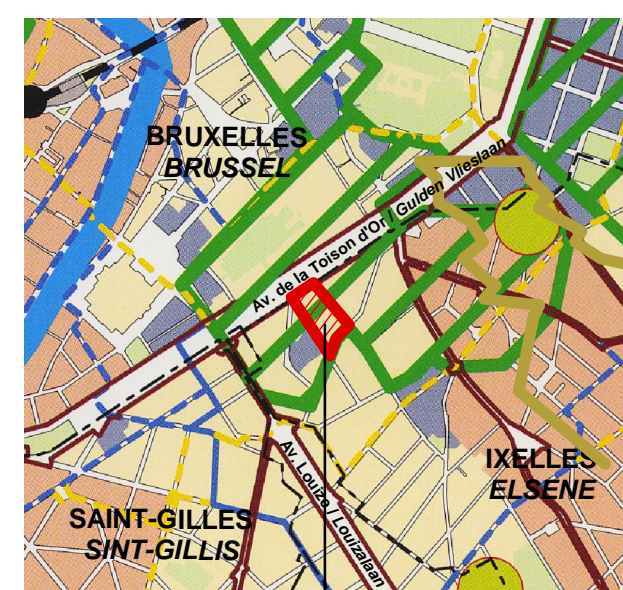 BRUXELLES
BRUSSEL
Av. de la Toison d'Or / Gulden Vlieslaan
IXELLES
ELSENE
Av. Louize / Louizalaan
SAINT-GILLES
SINT-GILLIS